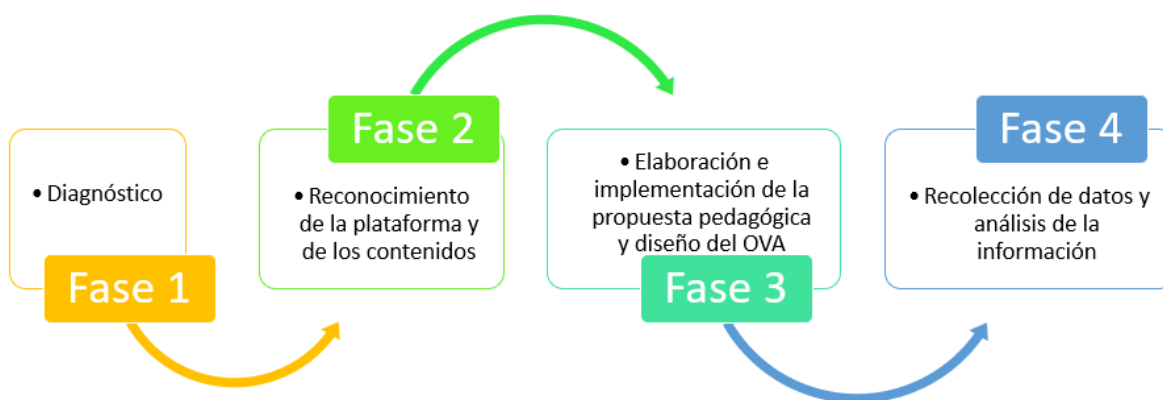 • Diagnóstico
Fase 1
Fase 2
• Reconocimiento
de la plataforma y
de los contenidos
• Elaboración e
implementación de la
propuesta pedagógica
y diseño del OVA
Fase 3
Fase 4
• Recolección de datos y
análisis de la
información